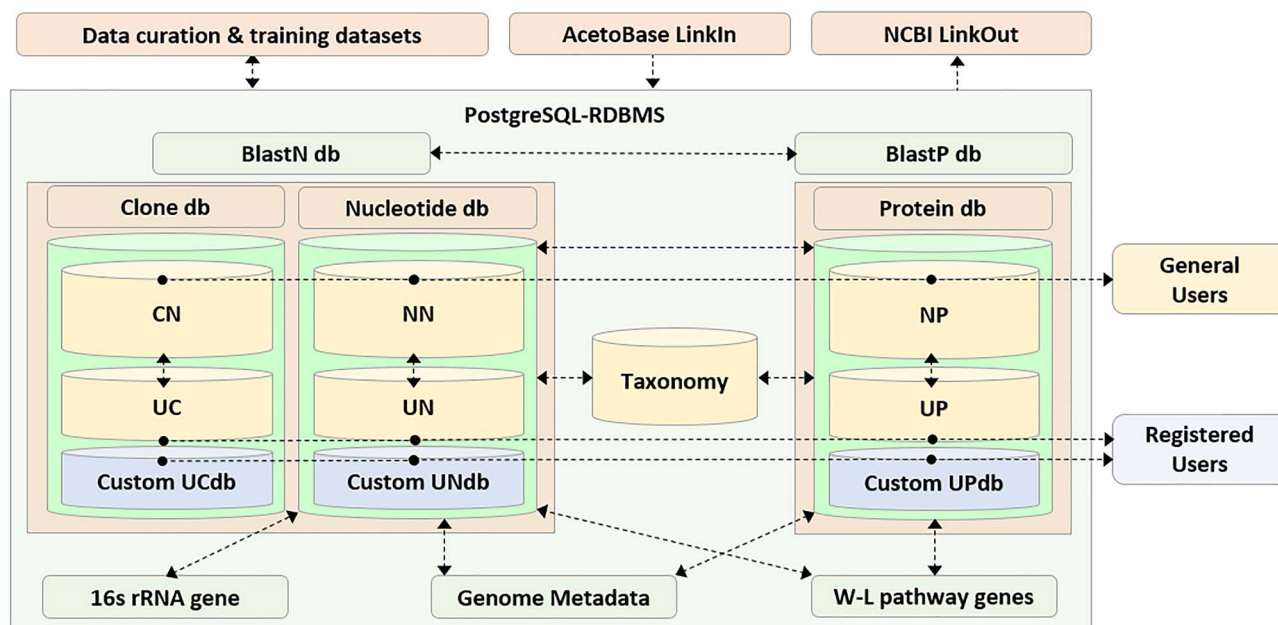 Data curation & training datasets
AcetoBase LinkIn
NCBI LinkOut
PostgreSQL-RDBMS
BlastN db
BlastP db
Clone db
Nucleotide db
Protein db
General
Users
CN
NN
NP
Taxonomy
UC
UN
UP
Registered
Users
Custom UCdb
Custom UNdb
Custom UPdb
16s rRNA gene
Genome Metadata
W-L pathway genes